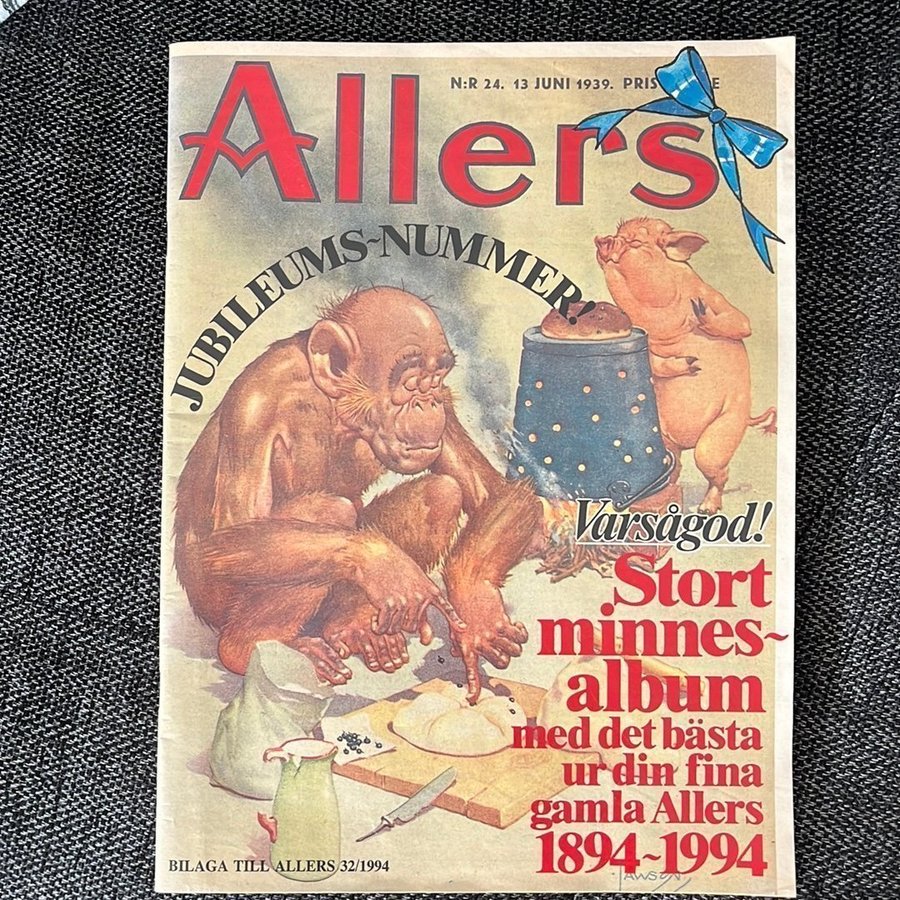 N:R 24. 13 JUNI 1939. PRIS
Allers
JUBILEUMS~NUMMER!
Varsågod!
Stort
minnes~
album
med det bästa
ur din fina
gamla Allers
1894~1994
BILAGA TILL ALLERS 32/1994